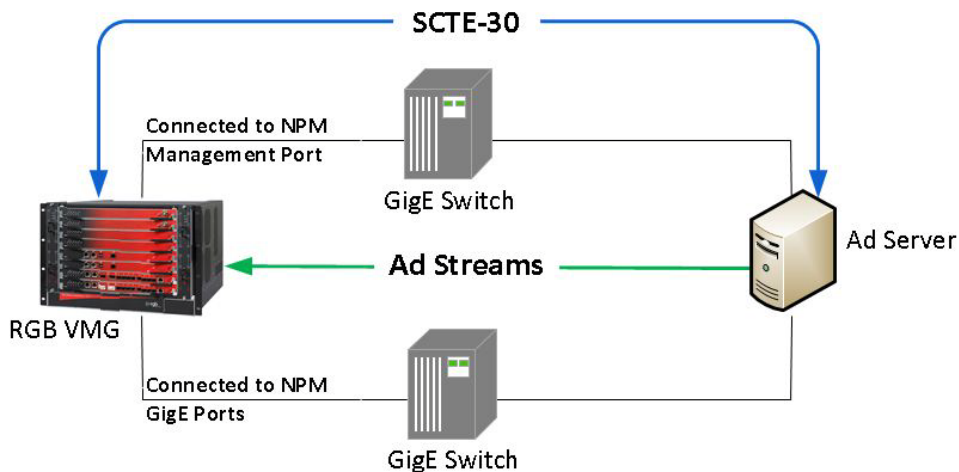 SCTE-30
Connected to NPM
Management Port
GigE Switch
Ad Server
Ad Streams
RGB VMG
Connected to NPM
GigE Ports
GigE Switch